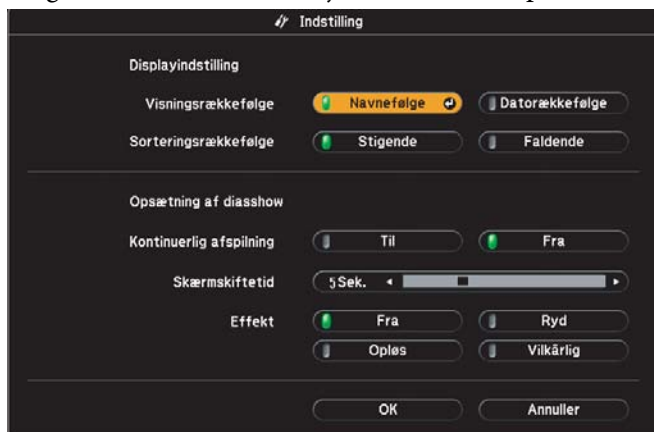 Indstilling
Displayindstilling
Visningsrækkefølge Navnefølge Datorækkefølge
Sorteringsrækkefølge Stigende Faldende
Opsætning af diasshow
Kontinuerlig afspilning Til Fra
Skærmskiftetid 5Sek.
Effekt Fra Ryd
Opløs Vilkårlig
OK Annuller